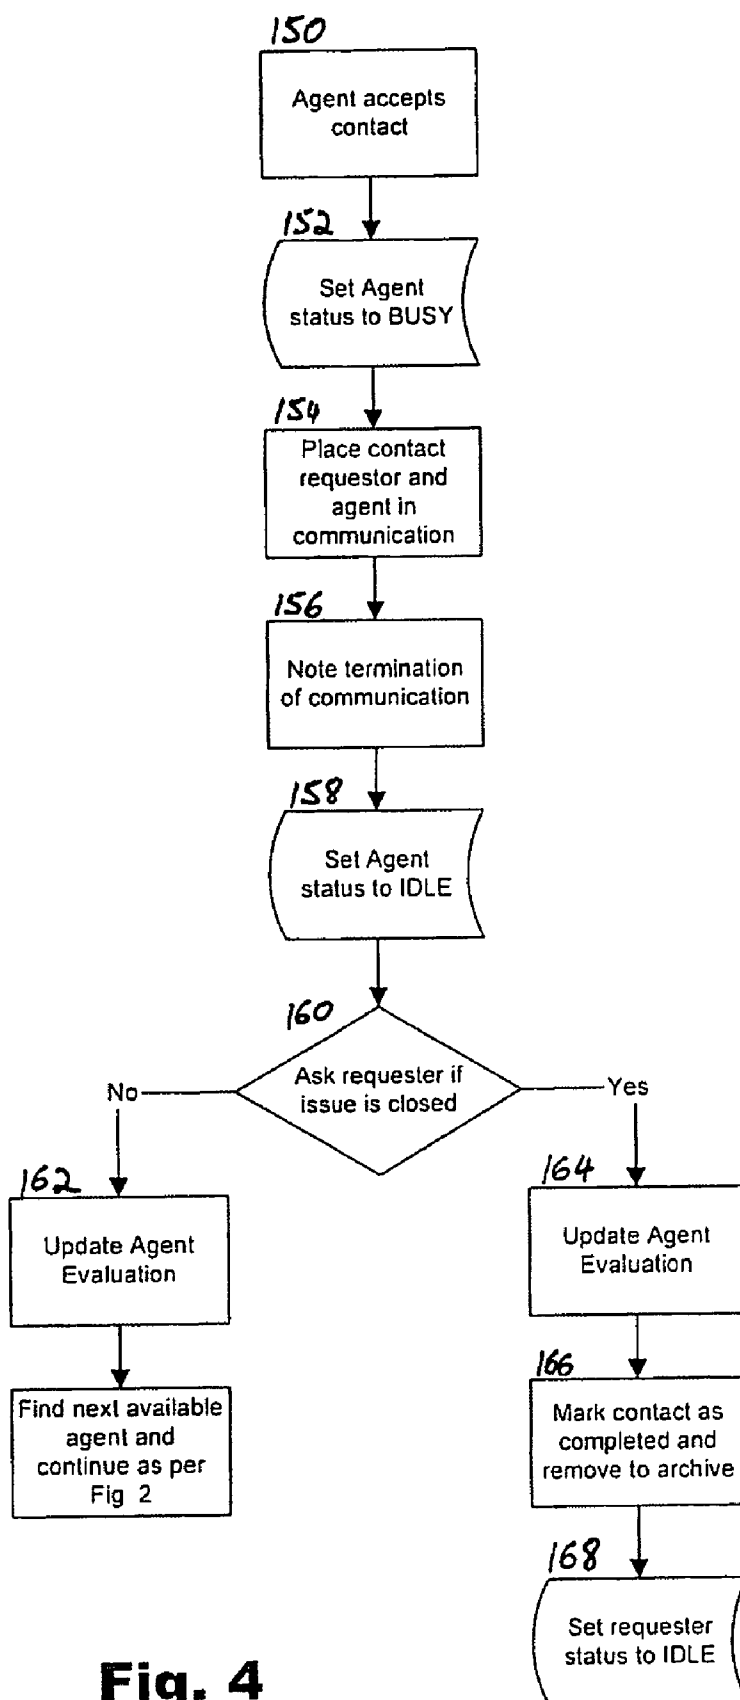 150
Agent accepts
contact
152
Set Agent
status to BUSY
154
Place contact
requestor and
agent in
communication
156
Note termination
of communication
158
Set Agent
status to IDLE
160
Ask requester if
issue is closed
No
Yes
162
Update Agent
Evaluation
Find next available
agent and
continue as per
Fig 2
164
Update Agent
Evaluation
166
Mark contact as
completed and
remove to archive
168
Set requester
status to IDLE
Fig. 4